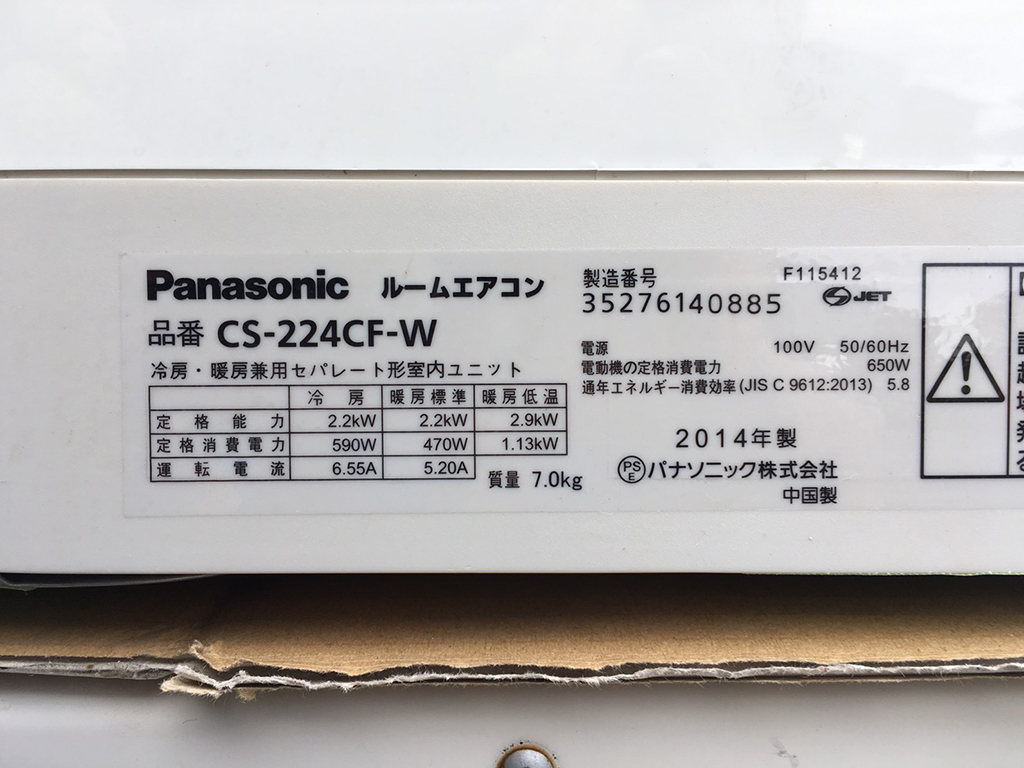 Panasonic ルームエアコン
品番 CS-224CF-W
冷房・暖房兼用セパレート形室内ユニット
冷房 暖房標準 暖房低温
定格能力 2.2kW 2.2kW 2.9kW
定格消費電力 590W 470W 1.13kW
運転電流 6.55A 5.20A
質量 7.0kg
製造番号 F115412
35276140885 JET
電源 100V 50/60Hz
電動機の定格消費電力 650W
通年エネルギー消費効率(JIS C 9612:2013) 5.8
2014年製
PSE パナソニック株式会社
中国製